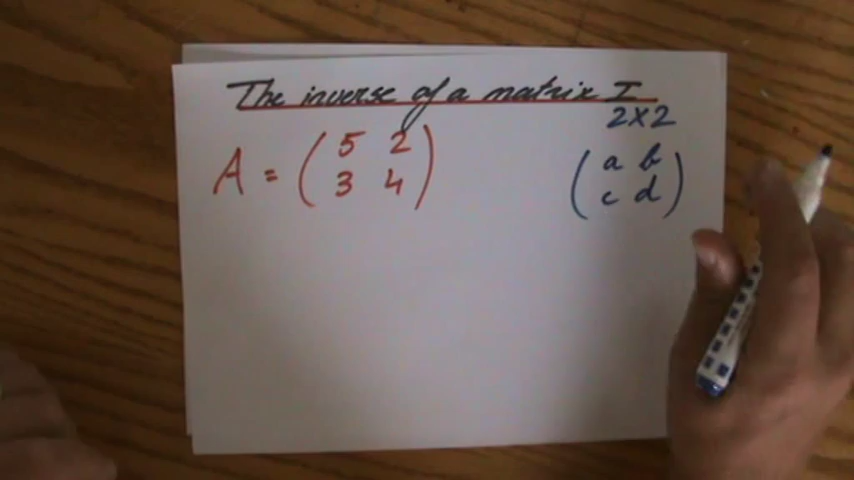 The inverse of a matrix I
2x2
A = ( 5 2
3 4 )
( a b
c d )